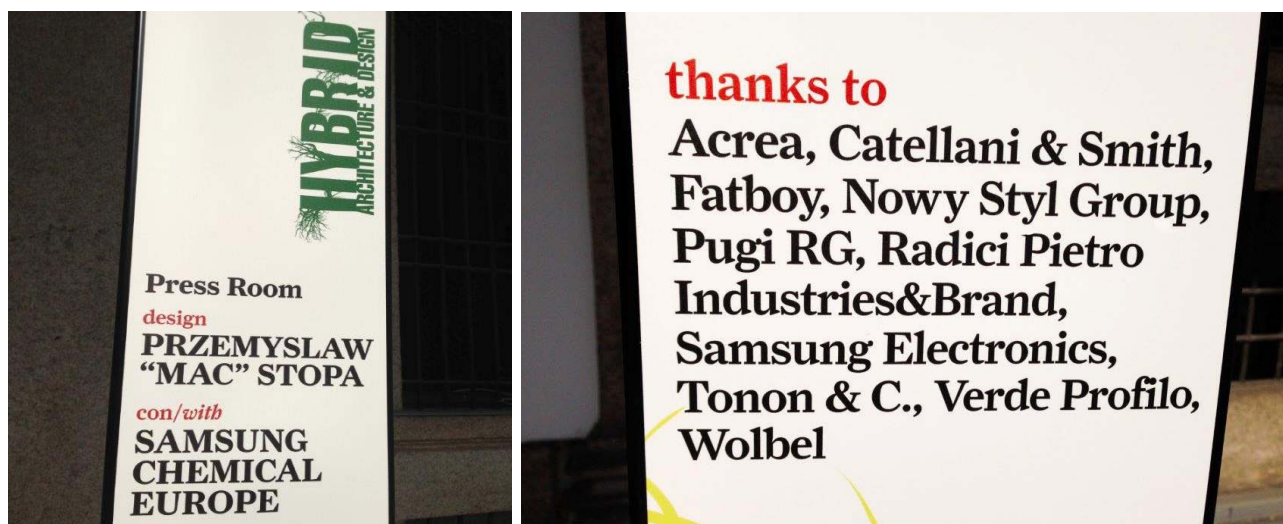 HYBRID
ARCHITECTURE & DESIGN
Press Room
design
PRZEMYSLAW
“MAC” STOPA
con/with
SAMSUNG
CHEMICAL
EUROPE
thanks to
Acrea, Catellani & Smith,
Fatboy, Nowy Styl Group,
Pugi RG, Radici Pietro
Industries&Brand,
Samsung Electronics,
Tonon & C., Verde Profilo,
Wolbel